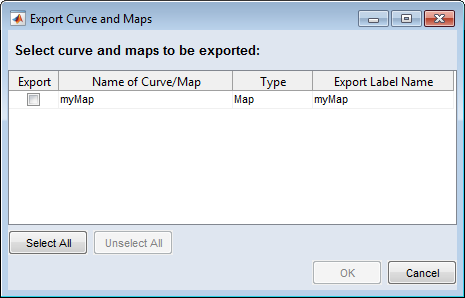 Export Curve and Maps
Select curve and maps to be exported:
Export Name of Curve/Map Type Export Label Name
myMap Map myMap
Select All Unselect All
OK Cancel